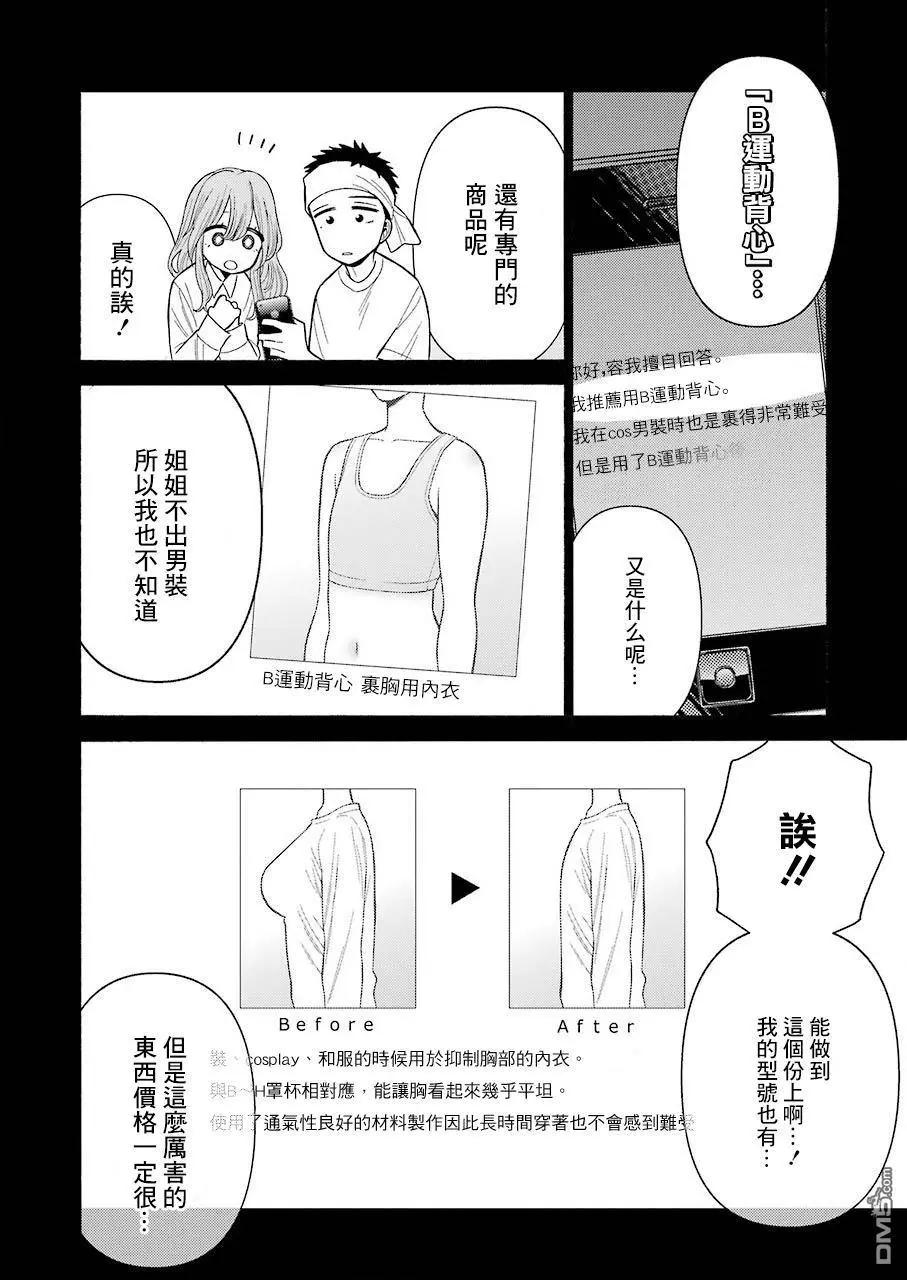 『B運動背心』…
你好,容我擅自回答。
我推薦用B運動背心。
我在cos男裝時也是裹得非常難受
但是用了B運動背心後
又是什么呢…
還有專門的
商品呢
真的誒！
B運動背心 裹胸用內衣
姐姐不出男裝
所以我也不知道
誒!!
能做到
這個份上啊…！
我的型號也有…
Before
After
裝、cosplay、和服的時候用於抑制胸部的內衣。
與B～H罩杯相對應，能讓胸看起來幾乎平坦。
使用了通氣性良好的材料製作因此長時間穿著也不會感到難受
但是這麼厲害的
東西價格一定很…
DM5.com